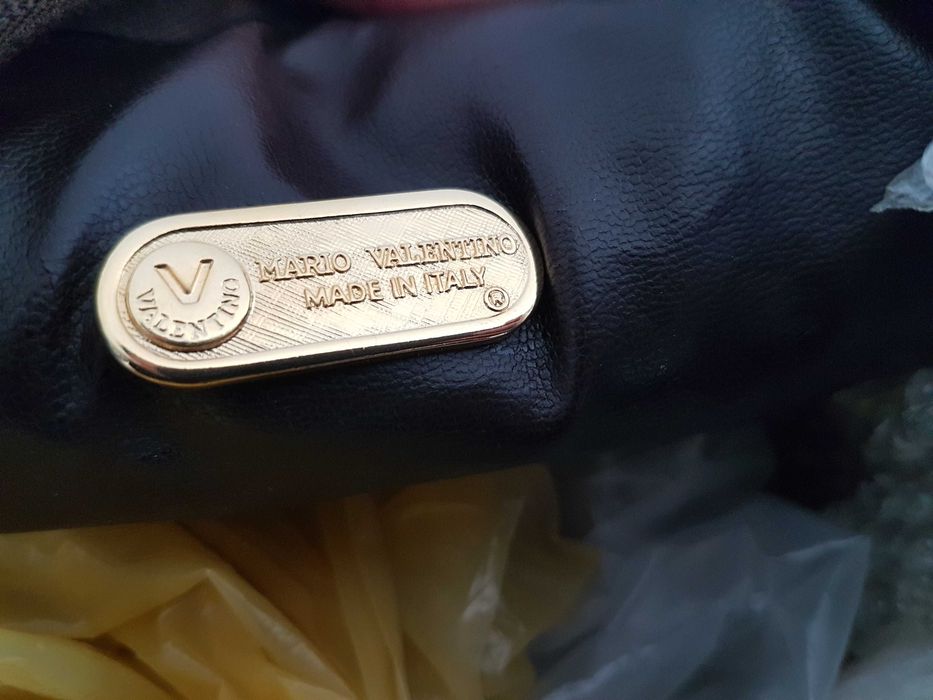 V
VALENTINO
MARIO VALENTINO
MADE IN ITALY
®